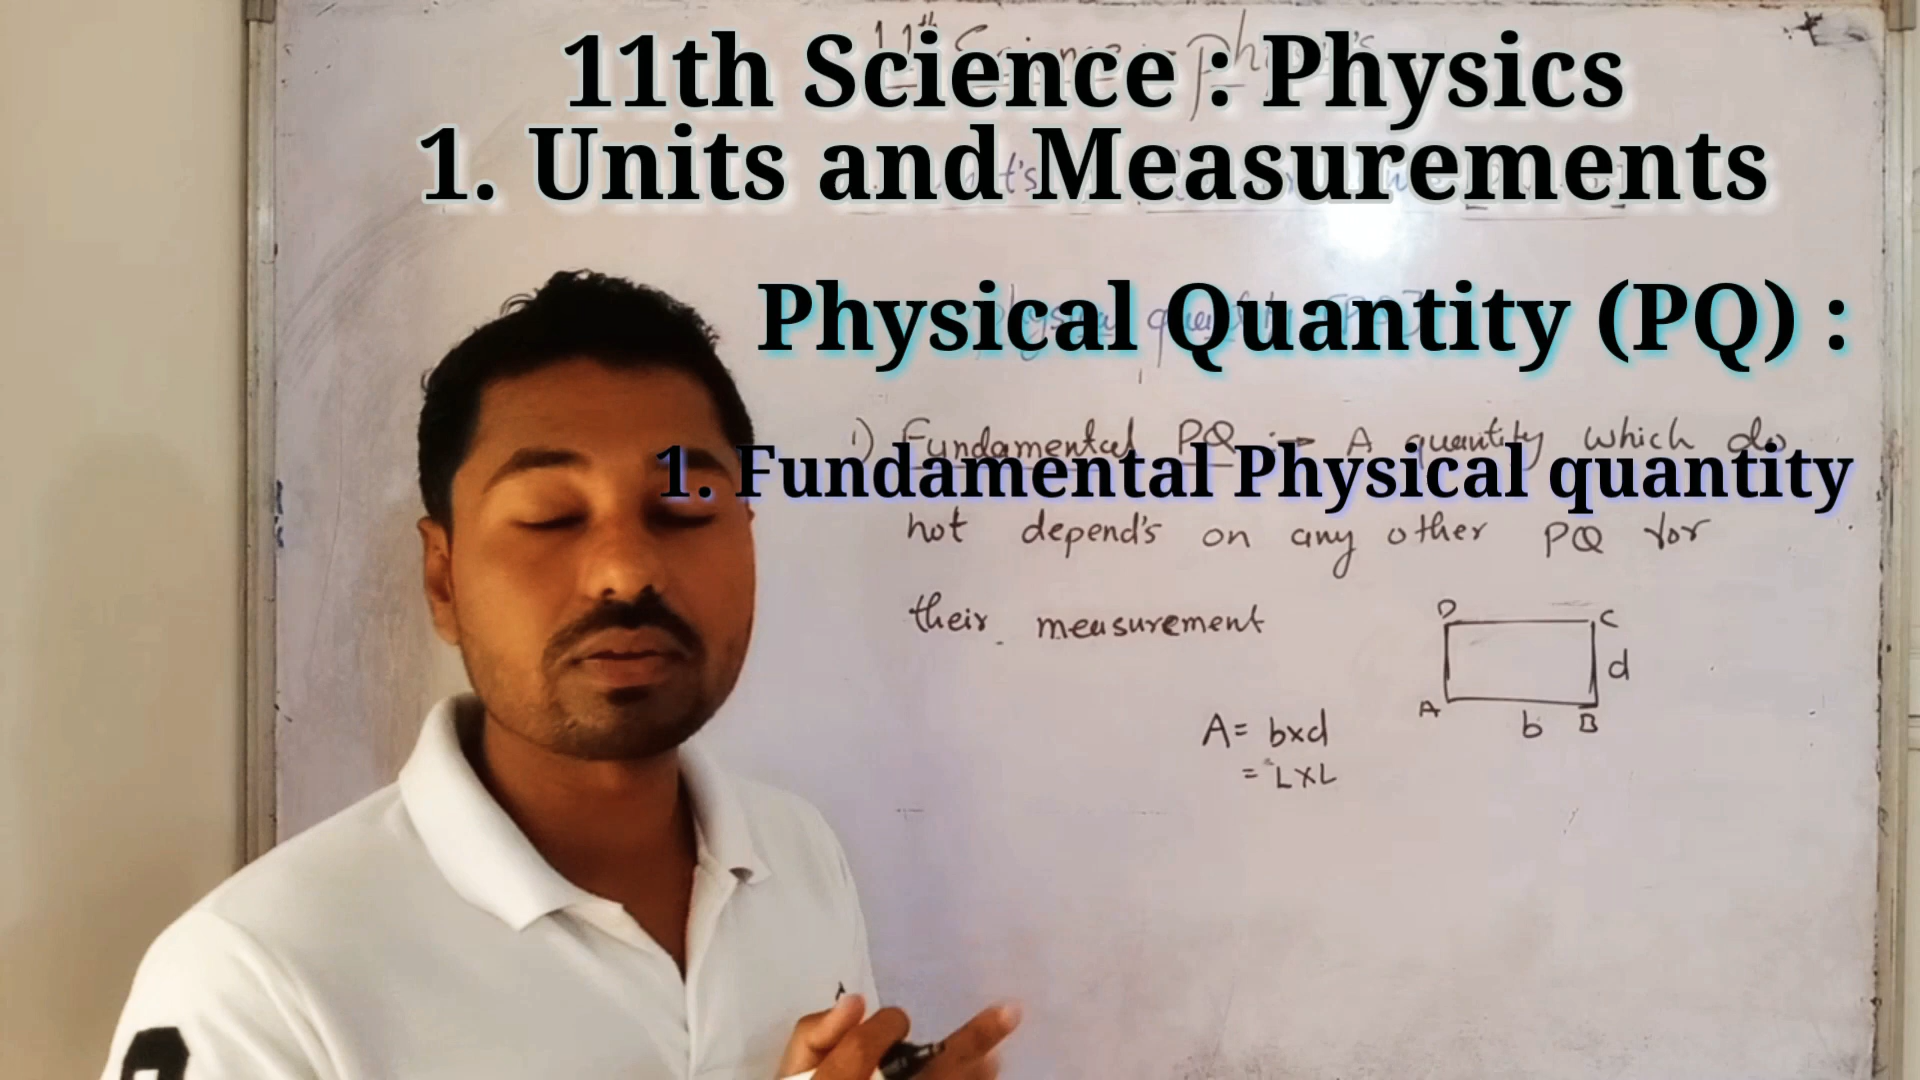 11th Science : Physics
1. Units and Measurements
Physical Quantity (PQ) :
1. Fundamental Physical quantity
1) Fundamental PQ :- A quantity which do
not depend's on any other PQ for
their measurement
D C
d
A b B
A= bxd
= LXL